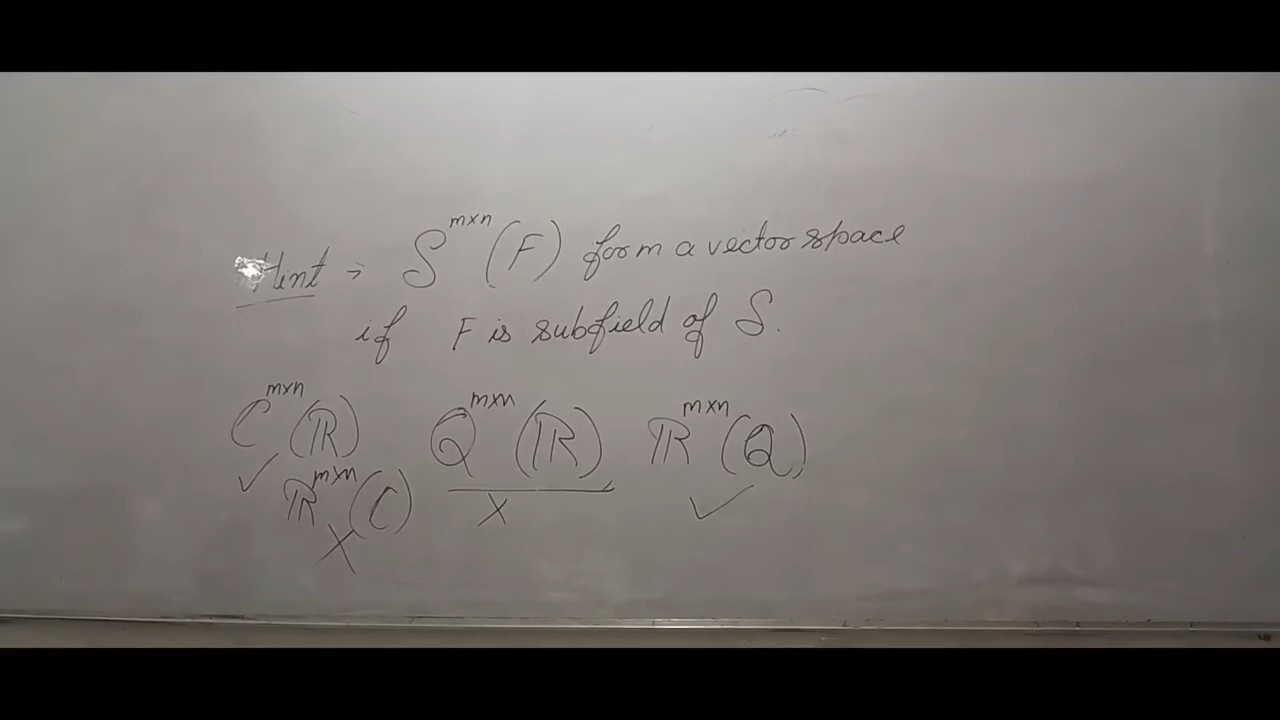 Hint → S^{m×n} (F) form a vector space
if F is subfield of S.
ℂ^{m×n} (ℝ) ℚ^{m×n} (ℝ) ℝ^{m×n} (ℚ)
✓ ✗ ✓
ℝ^{m×n} (ℂ)
✗